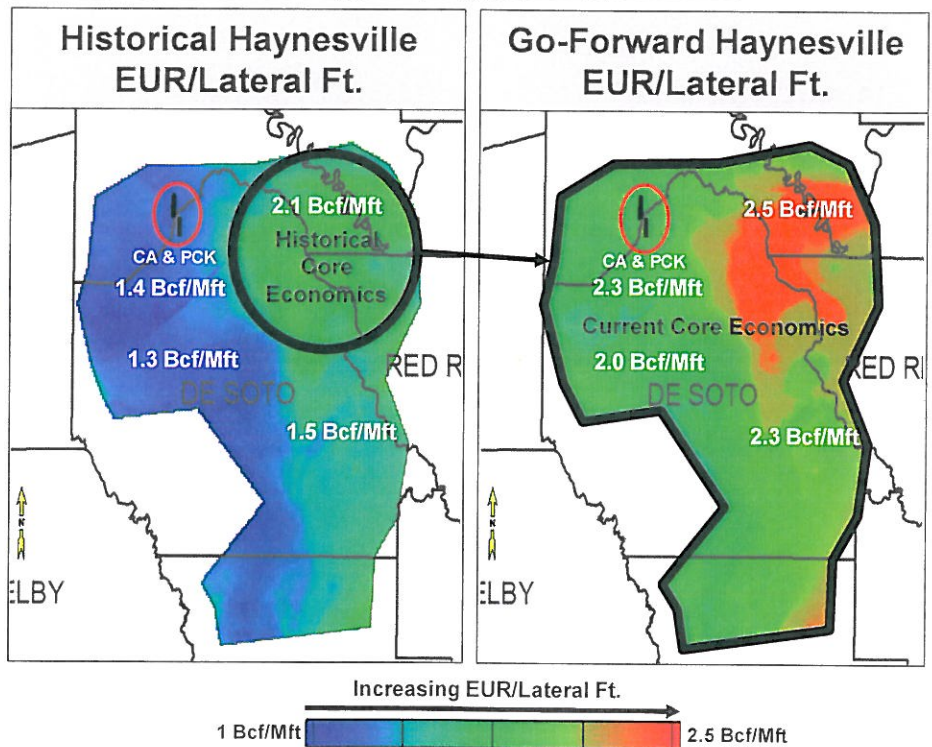 Historical Haynesville
EUR/Lateral Ft.
2.1 Bcf/Mft
Historical
Core
Economics
CA & PCK
1.4 Bcf/Mft
1.3 Bcf/Mft
RED RI
DE SOTO
1.5 Bcf/Mft
N
ELBY
Go-Forward Haynesville
EUR/Lateral Ft.
2.5 Bcf/Mft
CA & PCK
2.3 Bcf/Mft
Current Core Economics
2.0 Bcf/Mft
RED RI
DE SOTO
2.3 Bcf/Mft
N
ELBY
Increasing EUR/Lateral Ft.
1 Bcf/Mft
2.5 Bcf/Mft